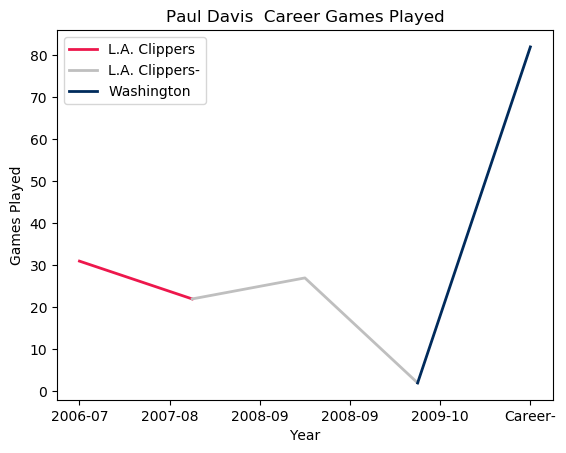 Paul Davis  Career Games Played
L.A. Clippers
L.A. Clippers-
Washington
80
70
60
50
40
30
20
10
0
Games Played
2006-07 2007-08 2008-09 2008-09 2009-10 Career-
Year